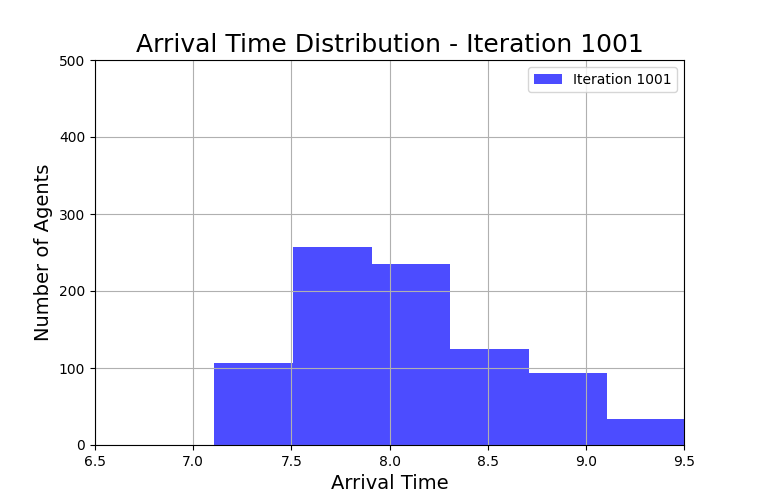 Arrival Time Distribution - Iteration 1001
Iteration 1001
Number of Agents
500
400
300
200
100
0
6.5 7.0 7.5 8.0 8.5 9.0 9.5
Arrival Time